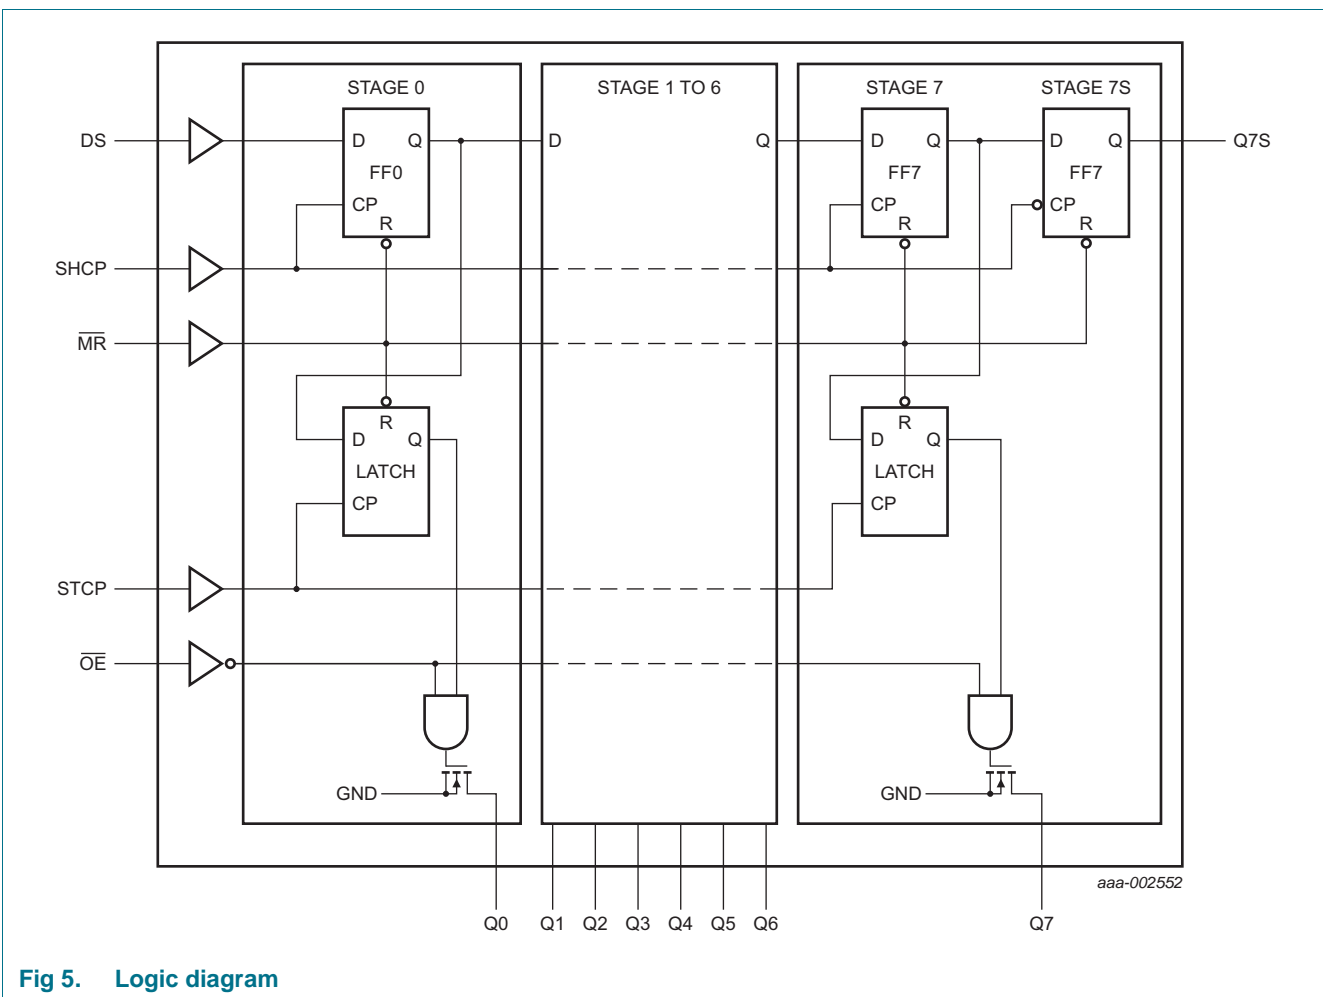 STAGE 0 STAGE 1 TO 6 STAGE 7 STAGE 7S
DS D Q D Q D Q D Q Q7S
FF0 FF7 FF7
CP CP CP
R R R
SHCP
M̅R̅
R R
D Q D Q
LATCH LATCH
CP CP
STCP
O̅E̅
GND GND
aaa-002552
Q0 Q1 Q2 Q3 Q4 Q5 Q6 Q7
Fig 5. Logic diagram